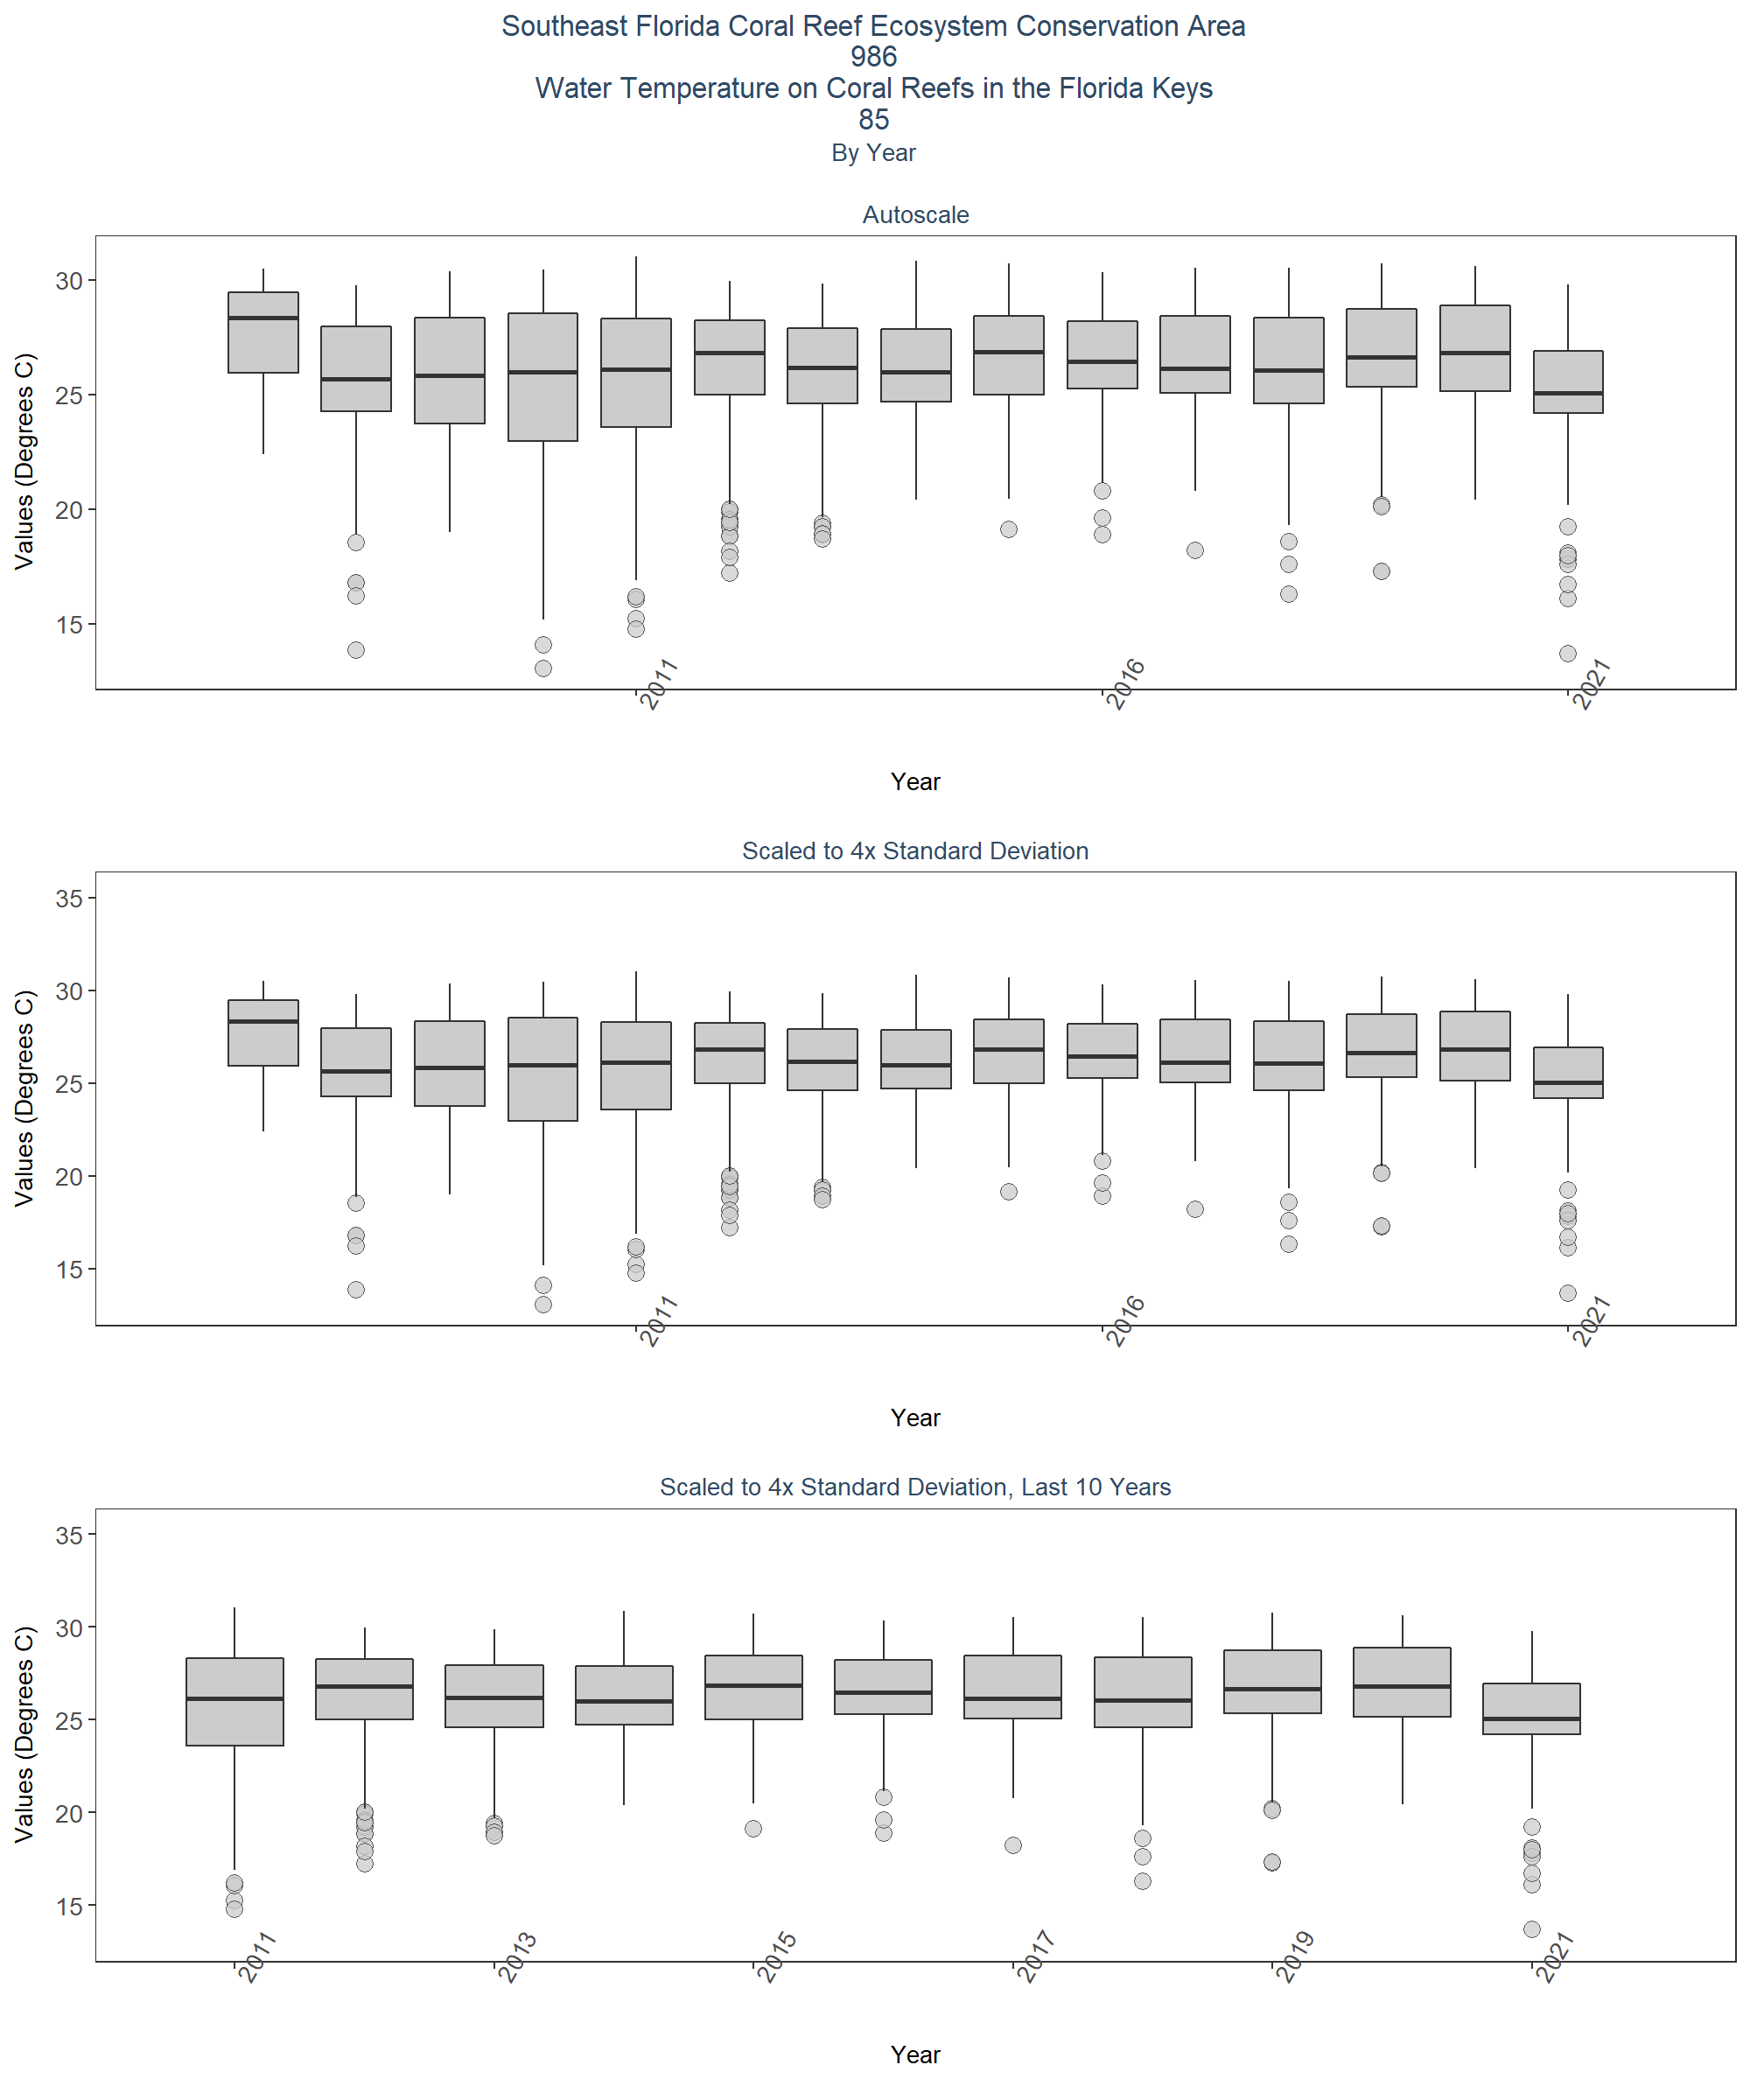 Southeast Florida Coral Reef Ecosystem Conservation Area
986
Water Temperature on Coral Reefs in the Florida Keys
85
By Year
Autoscale
Values (Degrees C)
30
25
20
15
2011
2016
2021
Year
Scaled to 4x Standard Deviation
Values (Degrees C)
35
30
25
20
15
2011
2016
2021
Year
Scaled to 4x Standard Deviation, Last 10 Years
Values (Degrees C)
35
30
25
20
15
2011
2013
2015
2017
2019
2021
Year